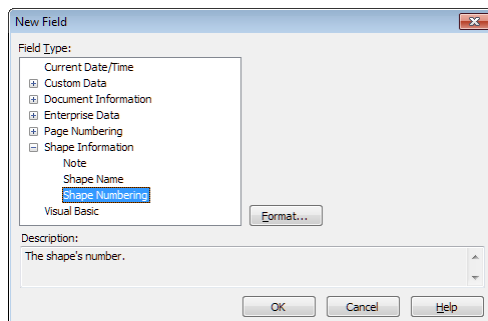 New Field
Field Type:
Current Date/Time
Custom Data
Document Information
Enterprise Data
Page Numbering
Shape Information
Note
Shape Name
Shape Numbering
Visual Basic
Format...
Description:
The shape's number.
OK Cancel Help